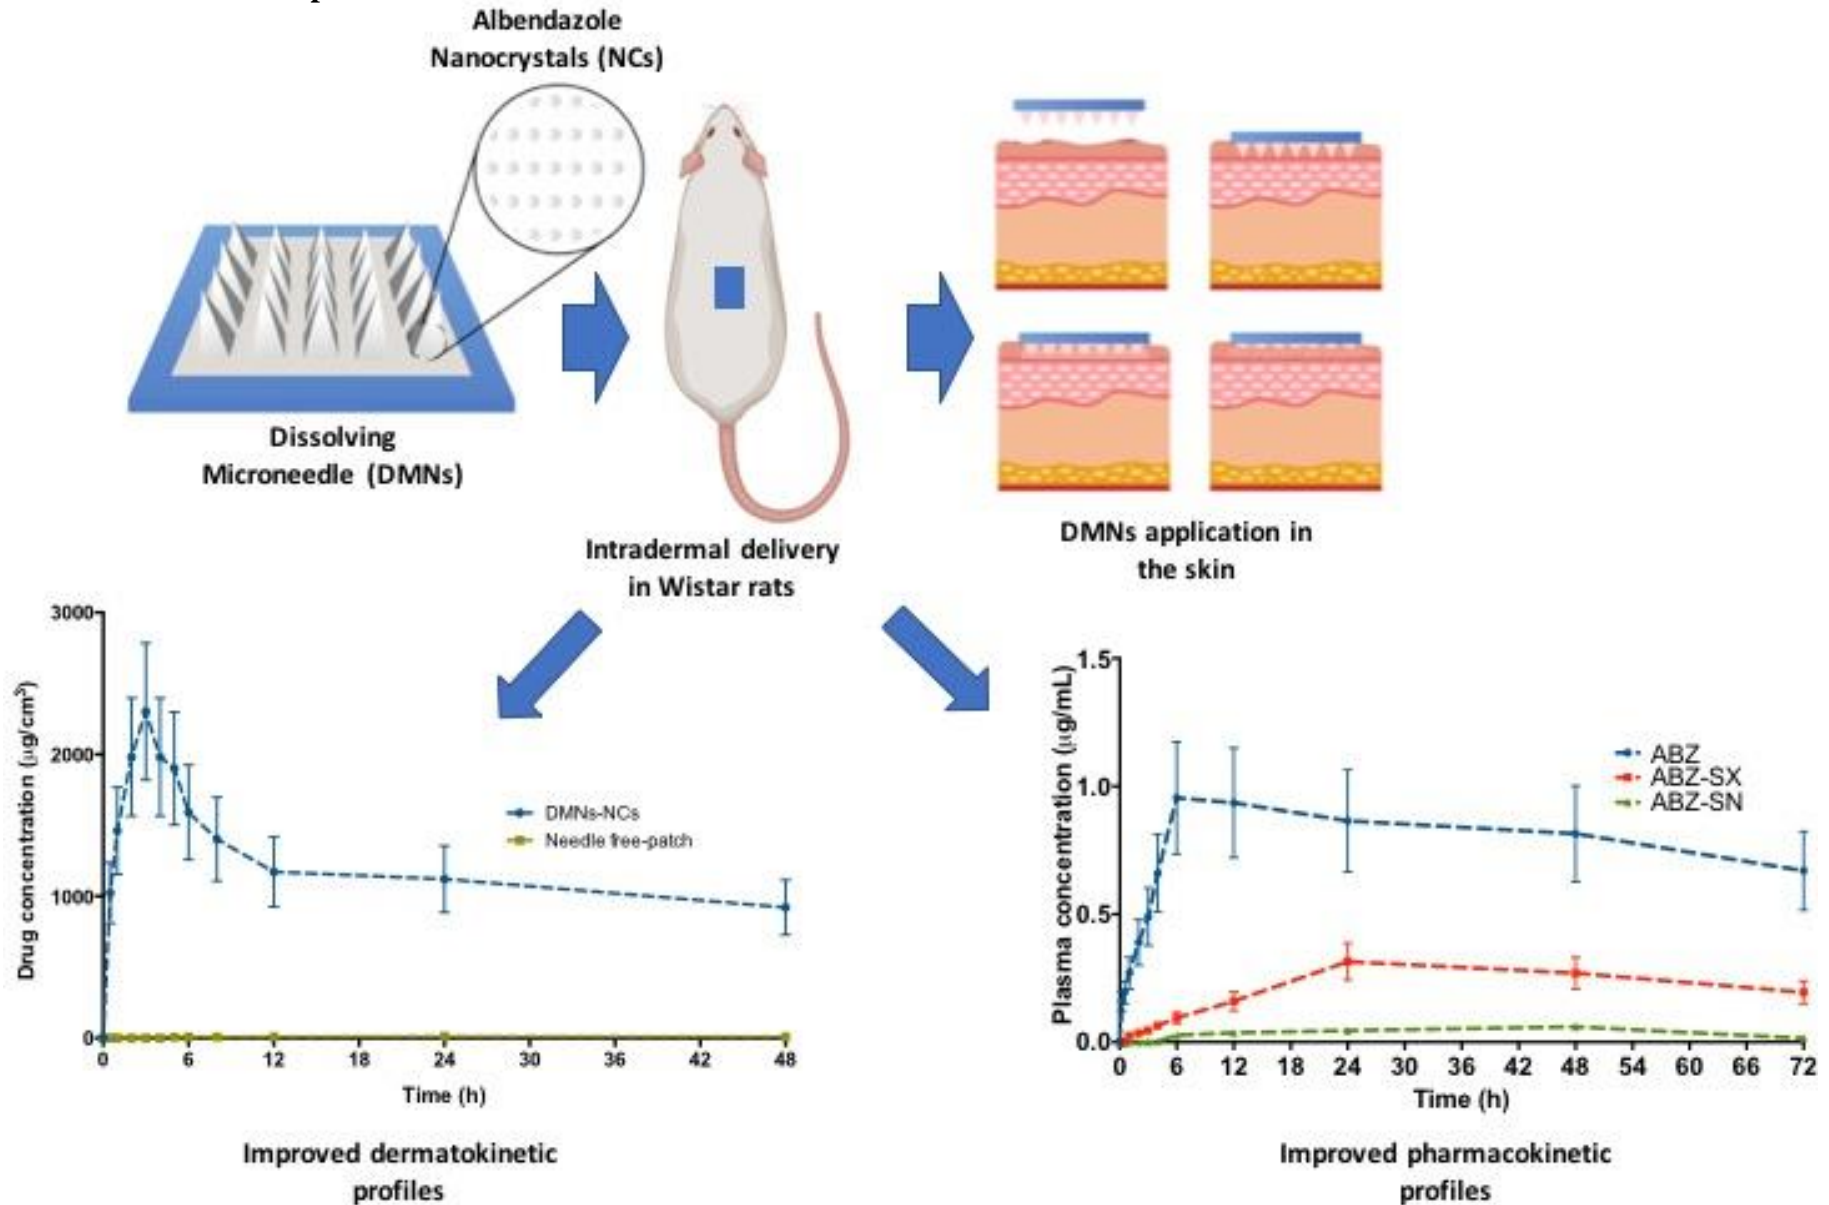 Albendazole
Nanocrystals (NCs)
Dissolving
Microneedle (DMNs)
Intradermal delivery
in Wistar rats
DMNs application in
the skin
Drug concentration (µg/cm³)
3000
2000
1000
0
0 6 12 18 24 30 36 42 48
Time (h)
DMNs-NCs
Needle free-patch
Improved dermatokinetic
profiles
Plasma concentration (µg/mL)
1.5
1.0
0.5
0.0
0 6 12 18 24 30 36 42 48 54 60 66 72
Time (h)
ABZ
ABZ-SX
ABZ-SN
Improved pharmacokinetic
profiles